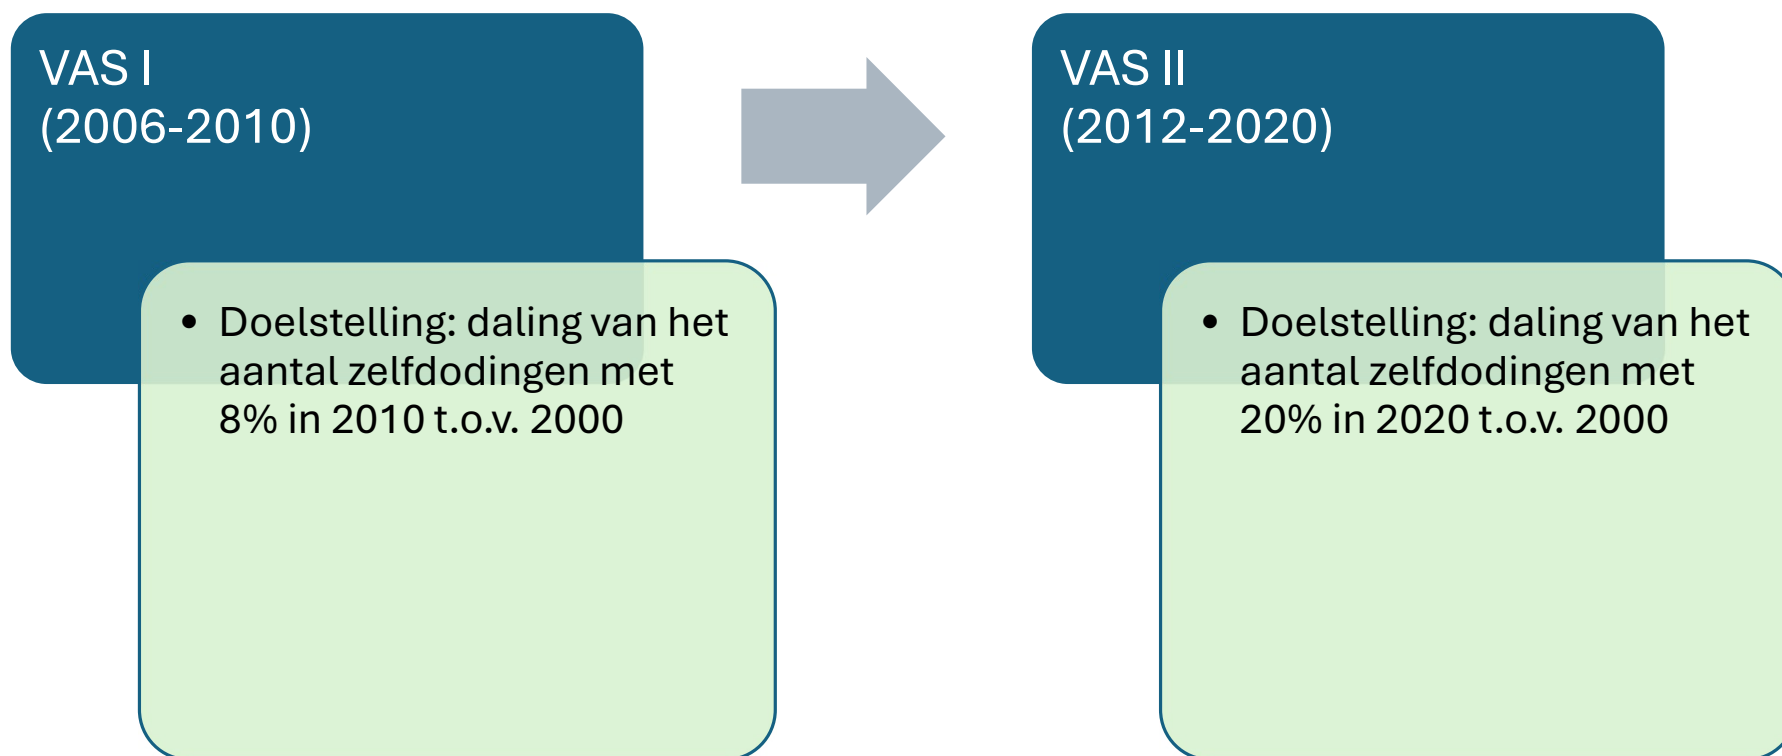 VAS I
(2006-2010)
• Doelstelling: daling van het
aantal zelfdodingen met
8% in 2010 t.o.v. 2000
VAS II
(2012-2020)
• Doelstelling: daling van het
aantal zelfdodingen met
20% in 2020 t.o.v. 2000